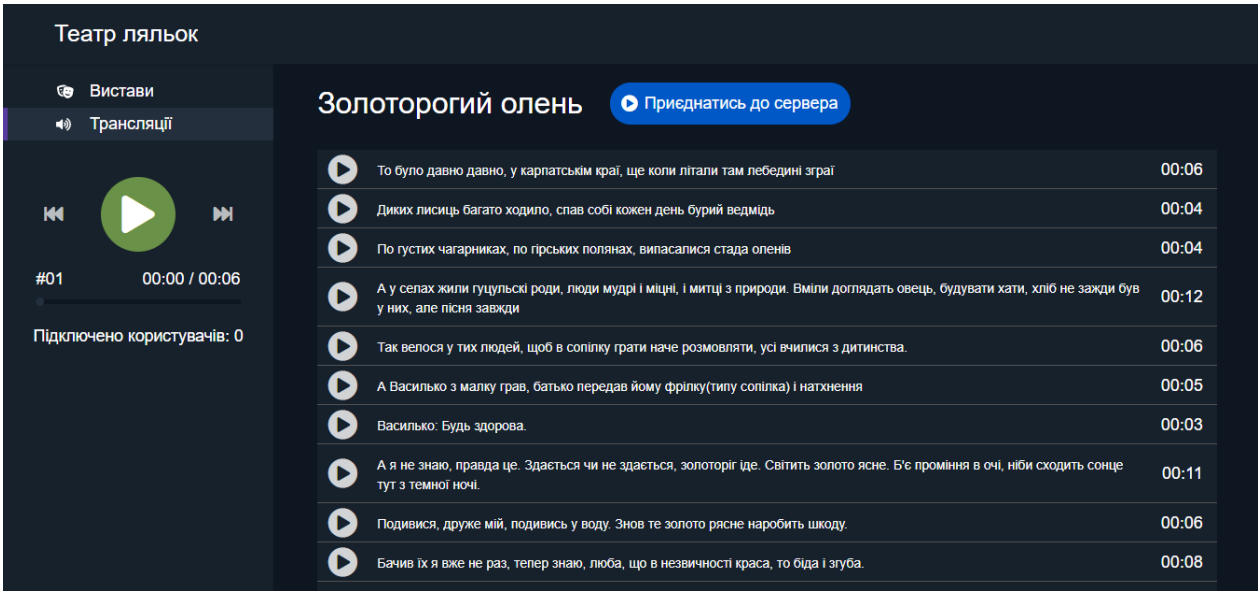 Театр ляльок
Вистави
Трансляції
#01 00:00 / 00:06
Підключено користувачів: 0
Золоторогий олень
Приєднатись до сервера
То було давно давно, у карпатськім краї, ще коли літали там лебедині зграї 00:06
Диких лисиць багато ходило, спав собі кожен день бурий ведмідь 00:04
По густих чагарниках, по гірських полянах, випасалися стада оленів 00:04
А у селах жили гуцульскі роди, люди мудрі і міцні, і митці з природи. Вміли доглядать овець, будувати хати, хліб не зажди був
у них, але пісня завжди 00:12
Так велося у тих людей, щоб в сопілку грати наче розмовляти, усі вчилися з дитинства. 00:06
А Василько з малку грав, батько передав йому фрілку(типу сопілка) і натхнення 00:05
Василько: Будь здорова. 00:03
А я не знаю, правда це. Здається чи не здається, золоторіг іде. Світить золото ясне. Б'є проміння в очі, ніби сходить сонце
тут з темної ночі. 00:11
Подивися, друже мій, подивись у воду. Знов те золото рясне наробить шкоду. 00:06
Бачив їх я вже не раз, тепер знаю, люба, що в незвичності краса, то біда і згуба. 00:08